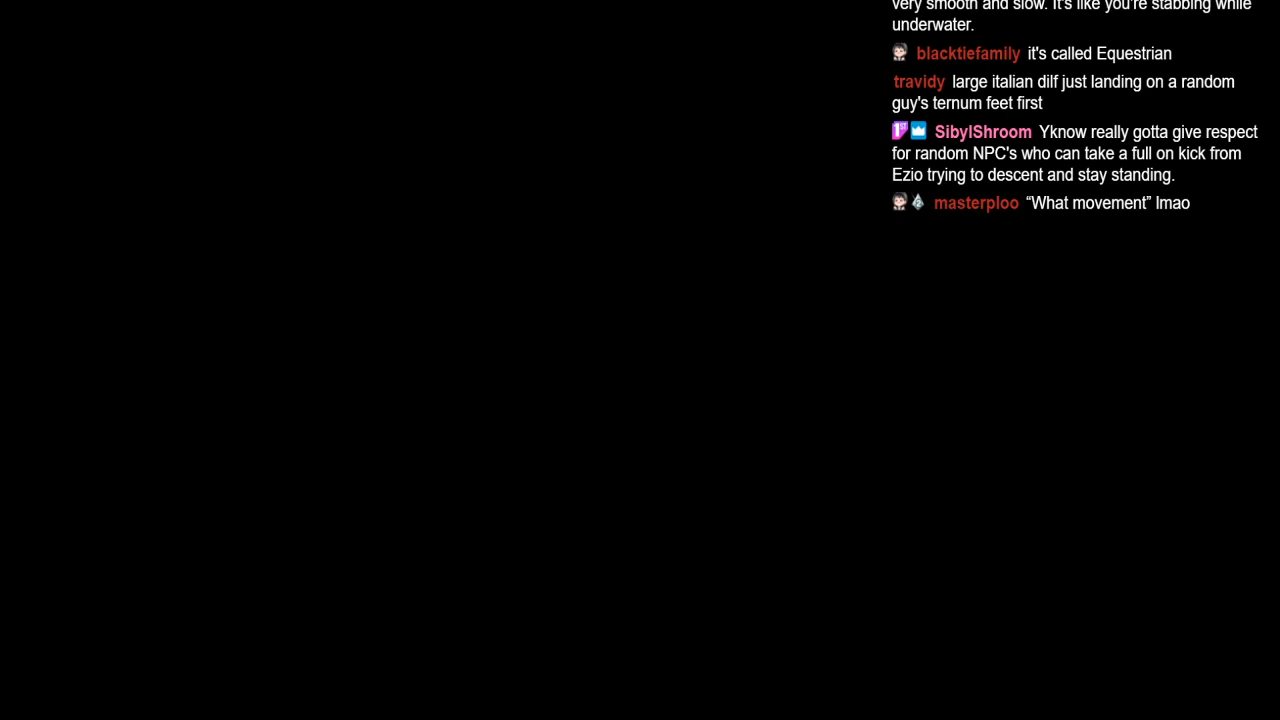 very smooth and slow. It's like you're stabbing while
underwater.
blacktiefamily it's called Equestrian
travidy large italian dilf just landing on a random
guy's ternum feet first
1ST SibylShroom Yknow really gotta give respect
for random NPC's who can take a full on kick from
Ezio trying to descent and stay standing.
masterploo “What movement” lmao